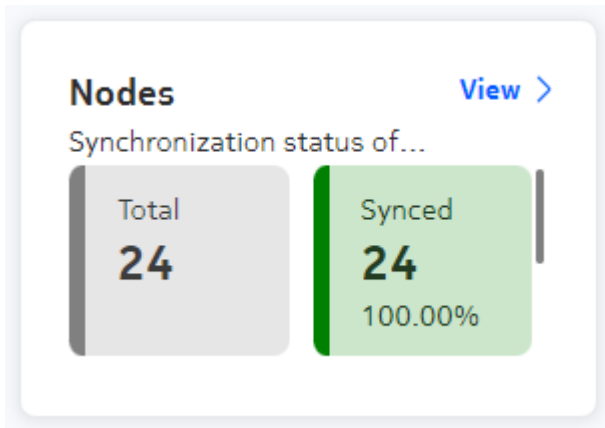 Nodes
View
Synchronization status of...
Total
24
Synced
24
100.00%